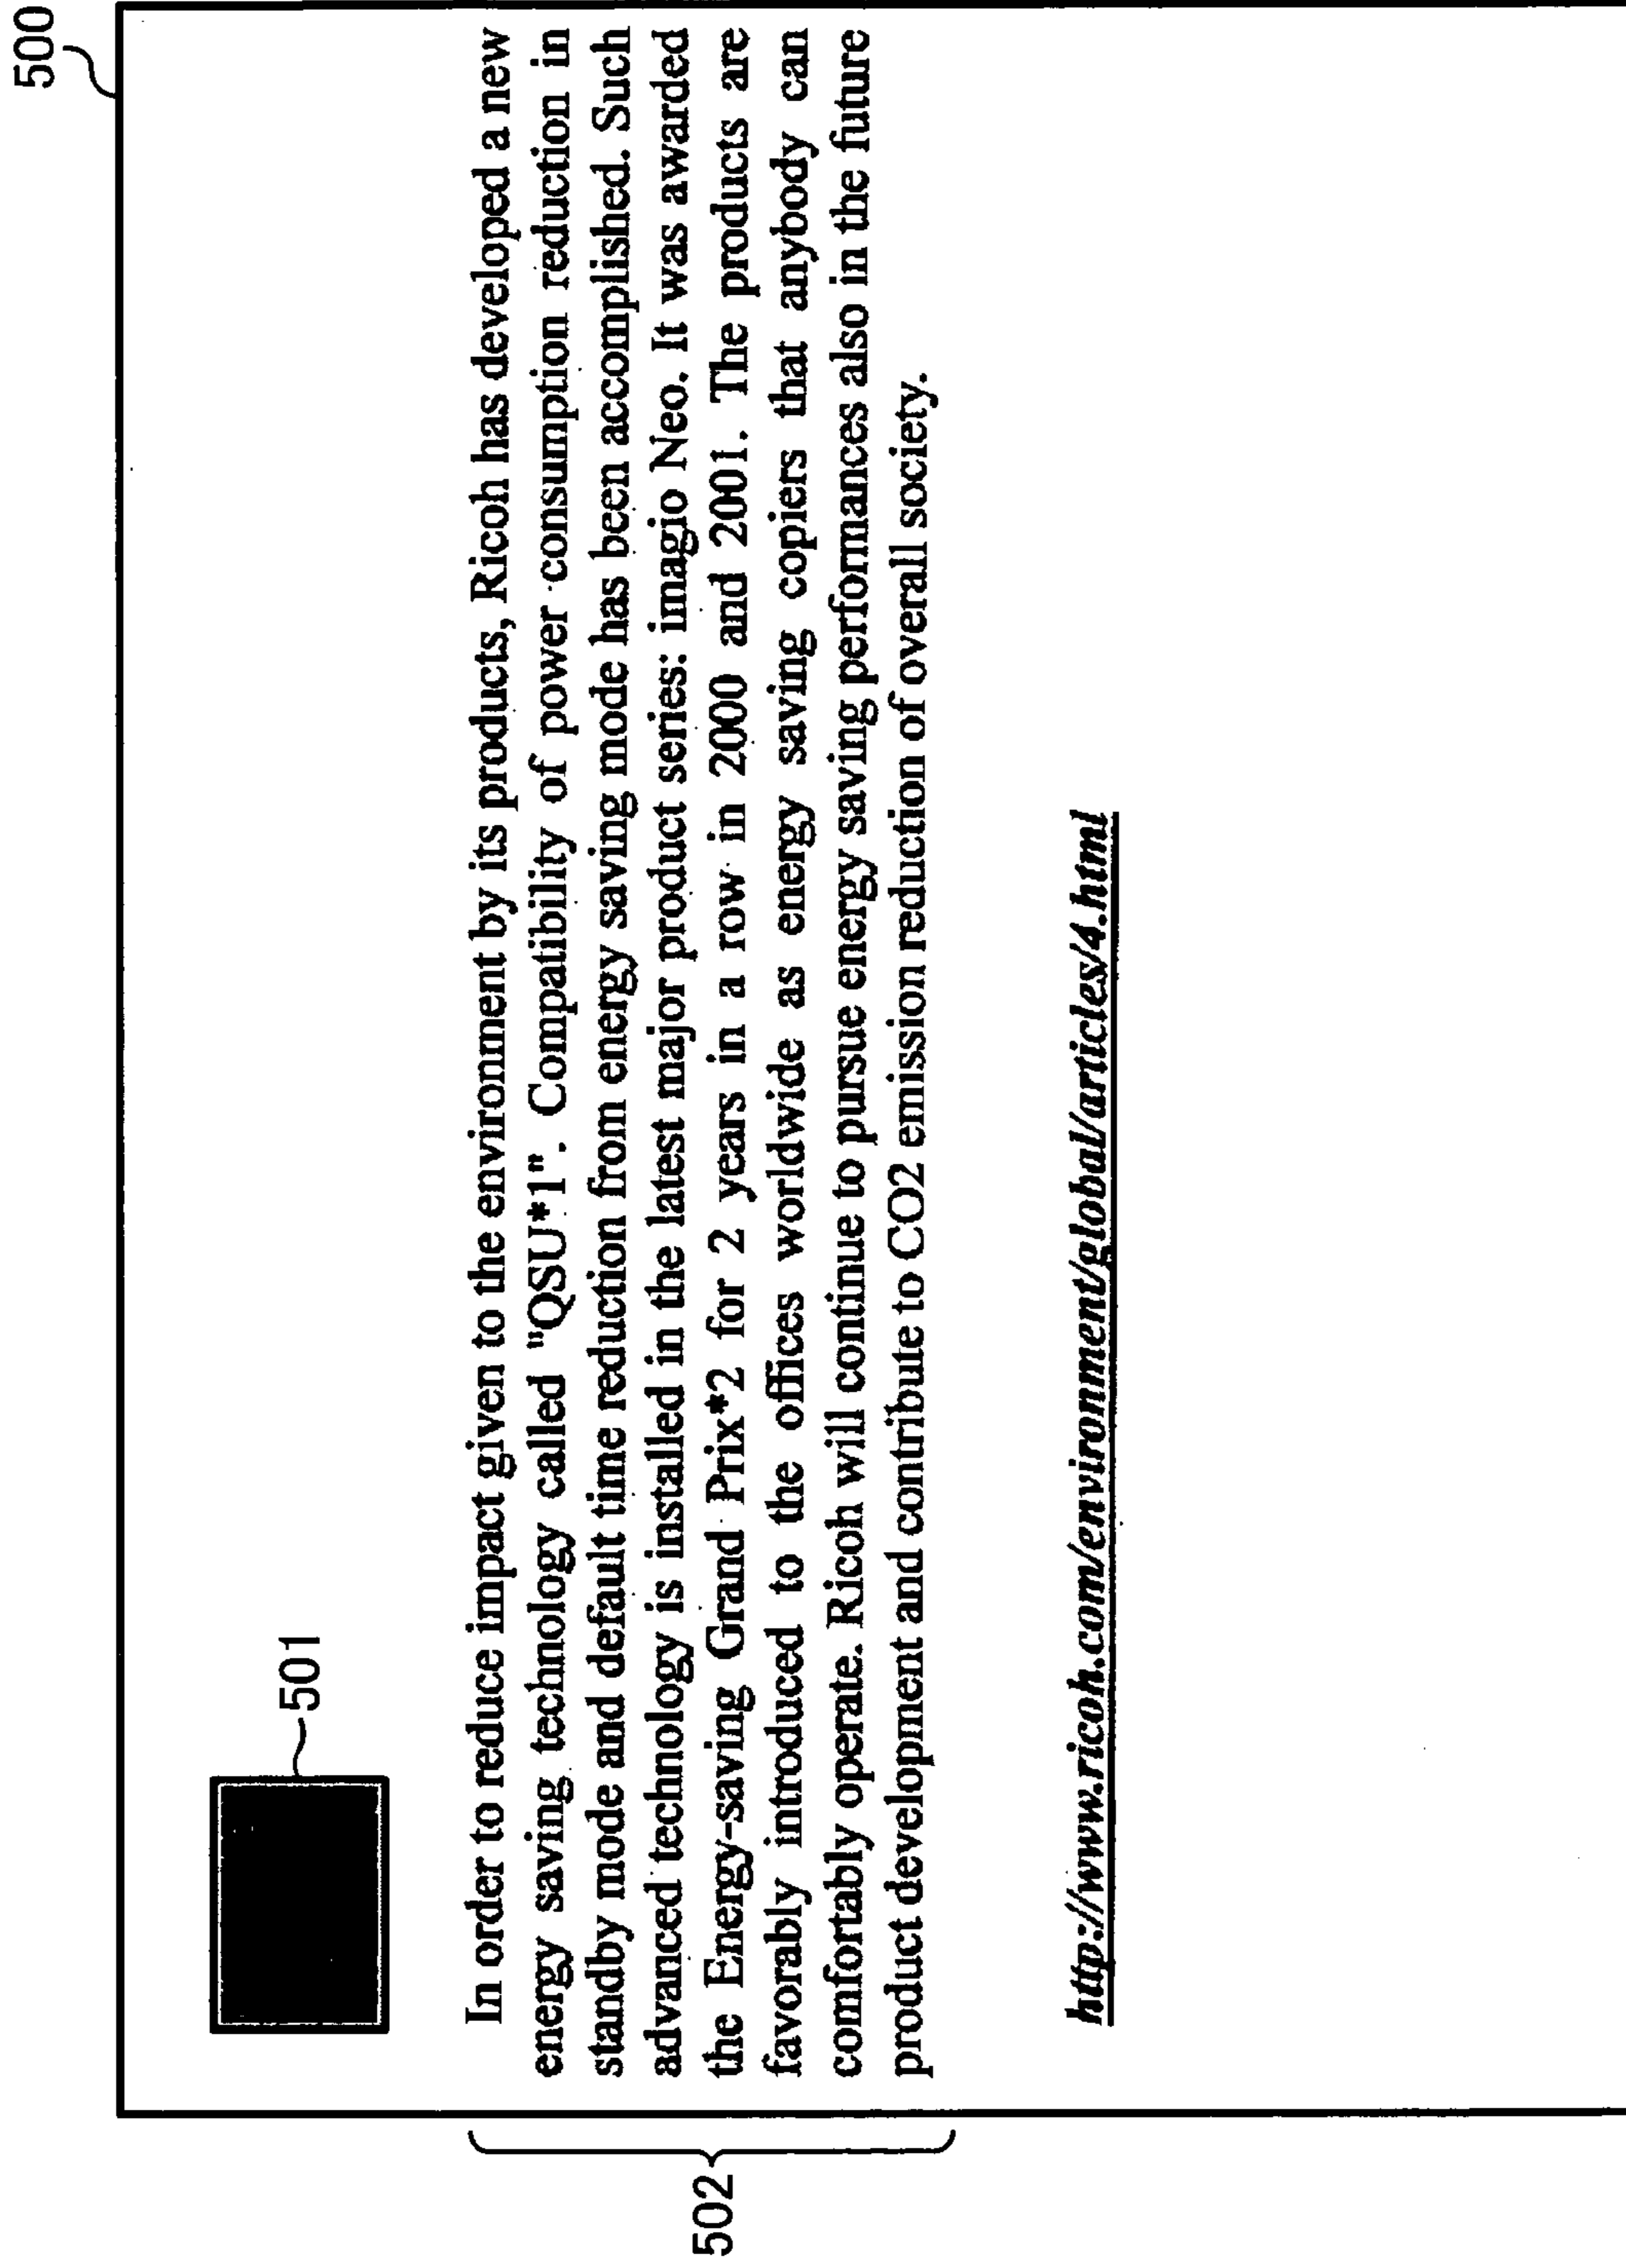 500
501
502
In order to reduce impact given to the environment by its products, Ricoh has developed a new
energy saving technology called "QSU*1". Compatibility of power consumption reduction in
standby mode and default time reduction from energy saving mode has been accomplished. Such
advanced technology is installed in the latest major product series: imagio Neo. It was awarded
the Energy-saving Grand Prix*2 for 2 years in a row in 2000 and 2001. The products are
favorably introduced to the offices worldwide as energy saving copiers that anybody can
comfortably operate. Ricoh will continue to pursue energy saving performances also in the future
product development and contribute to CO2 emission reduction of overall society.
http://www.ricoh.com/environment/global/articles/4.html